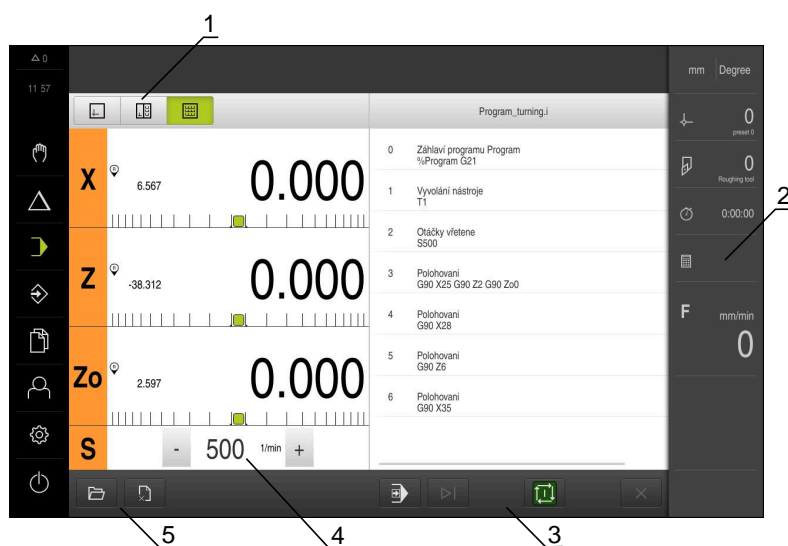 1
0
11 57
mm
Degree
Program_turning.i
0
preset 0
0
Roughing tool
0:00:00
2
F
mm/min
0
X
R
6.567
0.000
Z
R
-38.312
0.000
Zo
R
2.597
0.000
S
-
500
1/min
+
0 Záhlaví programu Program
%Program G21
1 Vyvolání nástroje
T1
2 Otáčky vřetene
S500
3 Polohovani
G90 X25 G90 Z2 G90 Zo0
4 Polohovani
G90 X28
5 Polohovani
G90 Z6
6 Polohovani
G90 X35
5
4
3